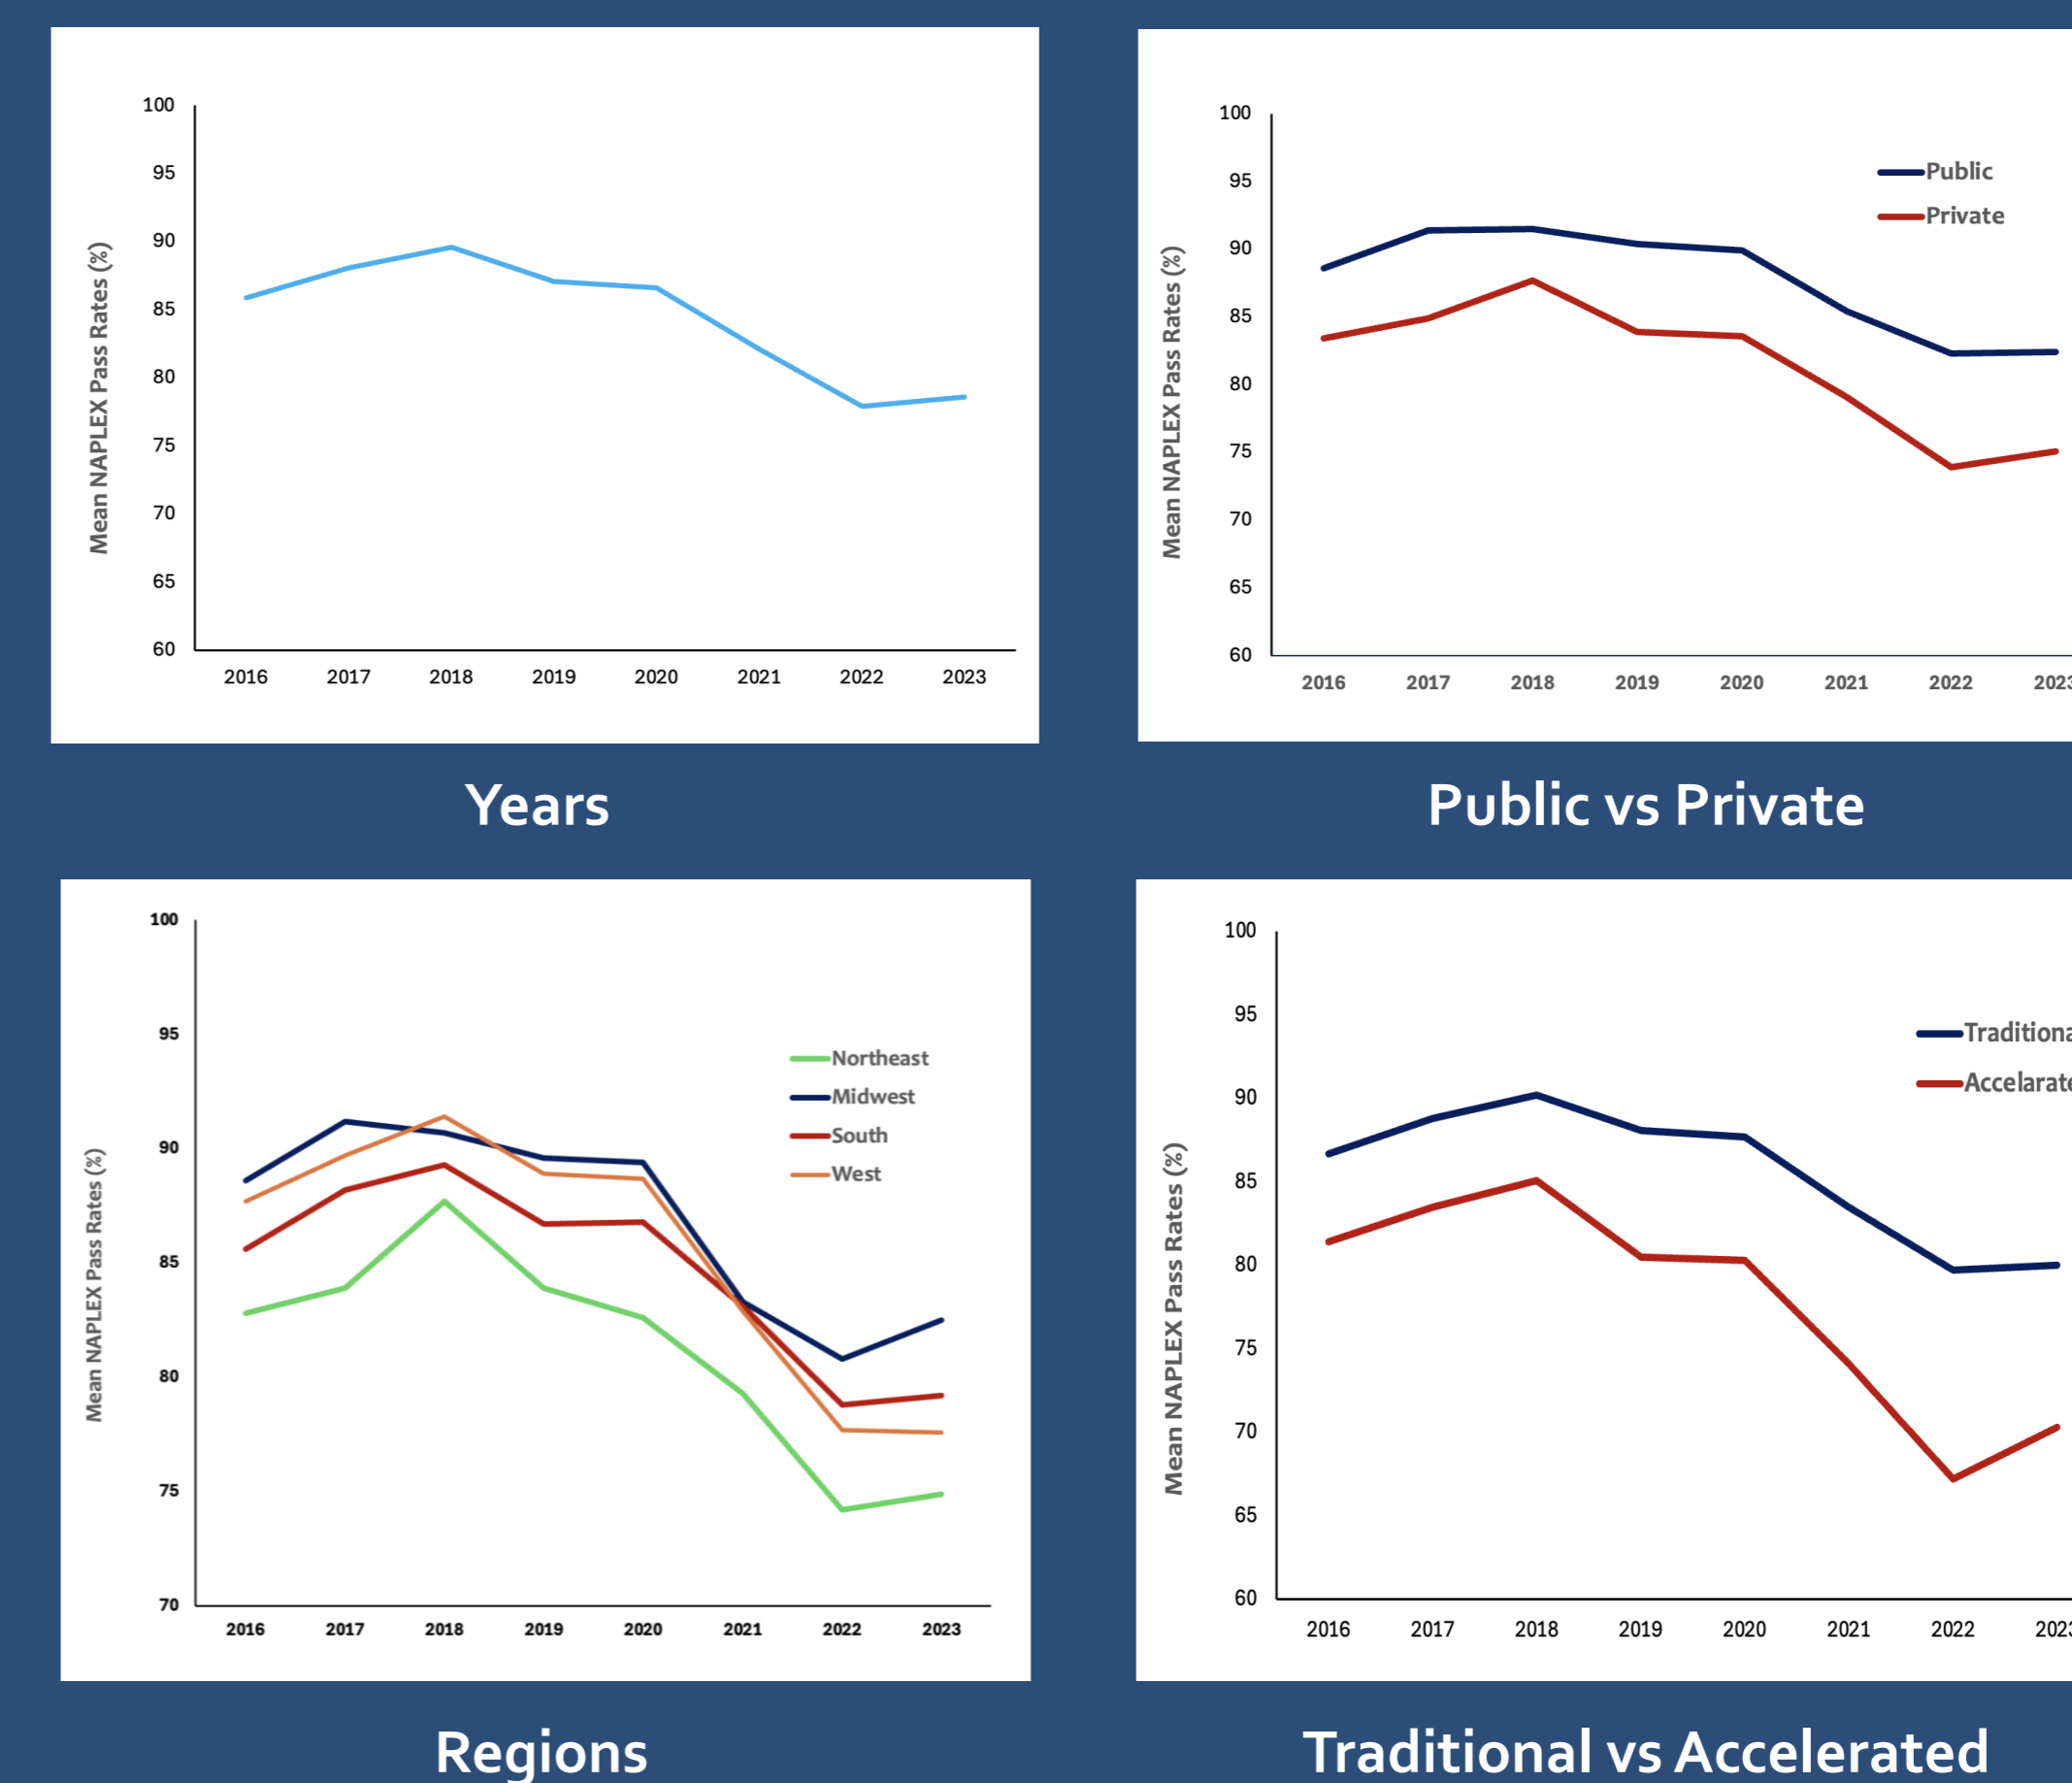 100
95
90
85
80
75
70
65
60
Mean NAPLEX Pass Rates (%)
2016 2017 2018 2019 2020 2021 2022 2023
Years
100
95
90
85
80
75
70
65
60
Mean NAPLEX Pass Rates (%)
Public
Private
2016 2017 2018 2019 2020 2021 2022 2023
Public vs Private
100
95
90
85
80
75
70
Mean NAPLEX Pass Rates (%)
Northeast
Midwest
South
West
2016 2017 2018 2019 2020 2021 2022 2023
Regions
100
95
90
85
80
75
70
65
60
Mean NAPLEX Pass Rates (%)
Traditiona
Accelarate
2016 2017 2018 2019 2020 2021 2022 2023
Traditional vs Accelerated